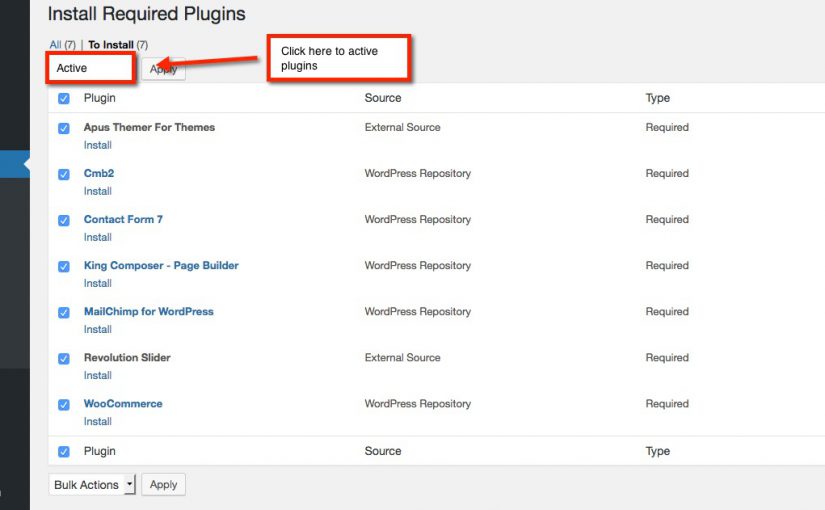 Install Required Plugins
All (7) | To Install (7)
Active Apply
Click here to active
plugins
Plugin Source Type
Apus Themer For Themes External Source Required
Install
Cmb2 WordPress Repository Required
Install
Contact Form 7 WordPress Repository Required
Install
King Composer - Page Builder WordPress Repository Required
Install
MailChimp for WordPress WordPress Repository Required
Install
Revolution Slider External Source Required
Install
WooCommerce WordPress Repository Required
Install
Plugin Source Type
Bulk Actions Apply